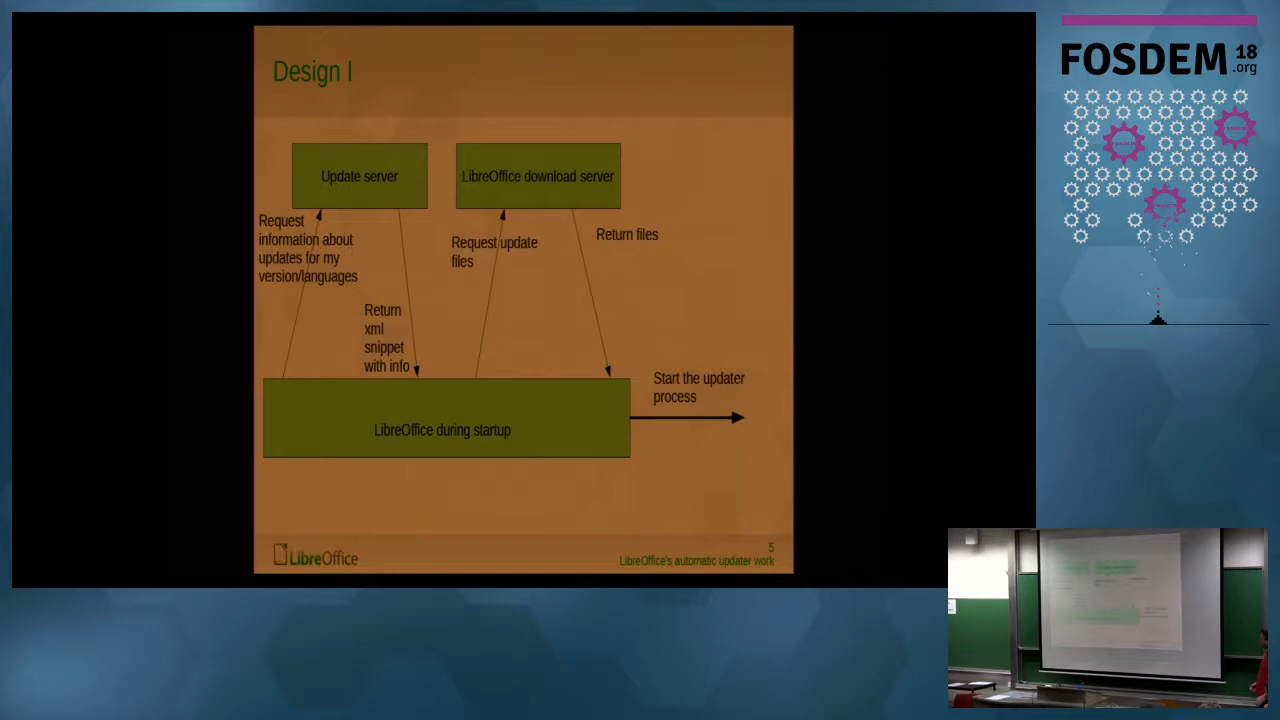 Design I
Update server
LibreOffice download server
Request
information about
updates for my
version/languages
Request update
files
Return files
Return
xml
snippet
with info
Start the updater
process
LibreOffice during startup
LibreOffice
5
LibreOffice's automatic updater work
FOSDEM 18
.org